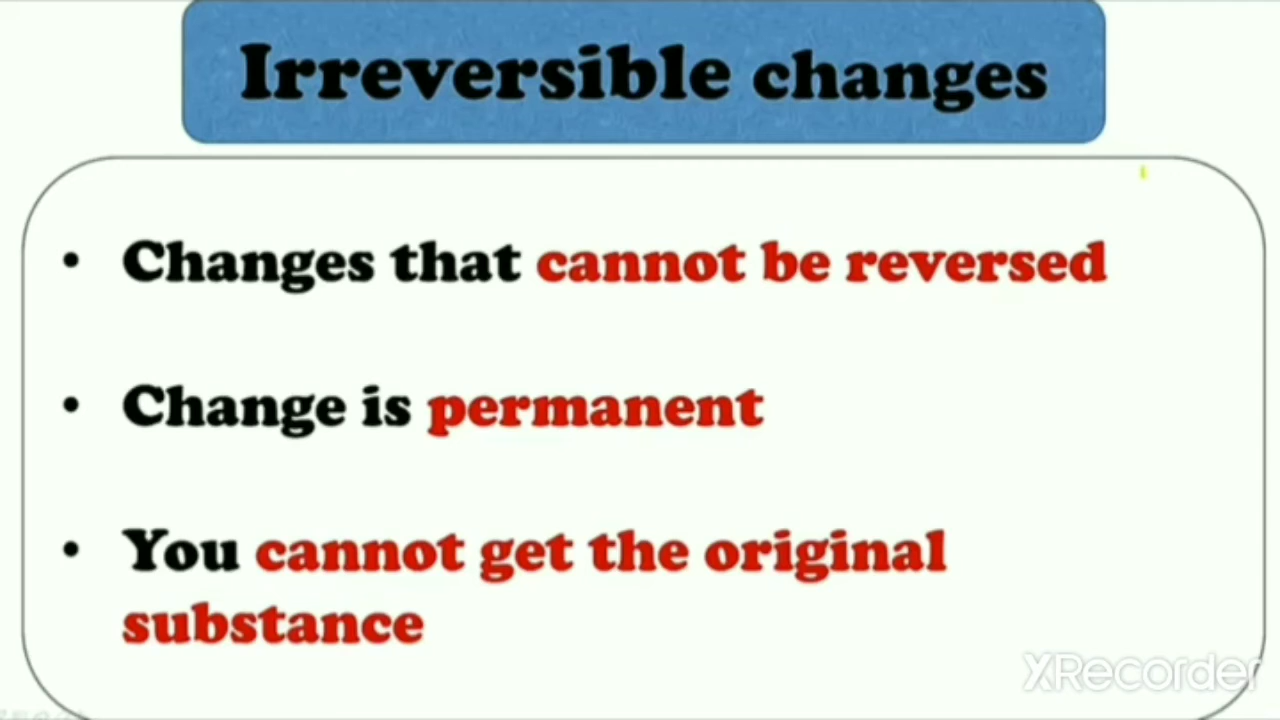 Irreversible changes
• Changes that cannot be reversed
• Change is permanent
• You cannot get the original
substance
XRecorder